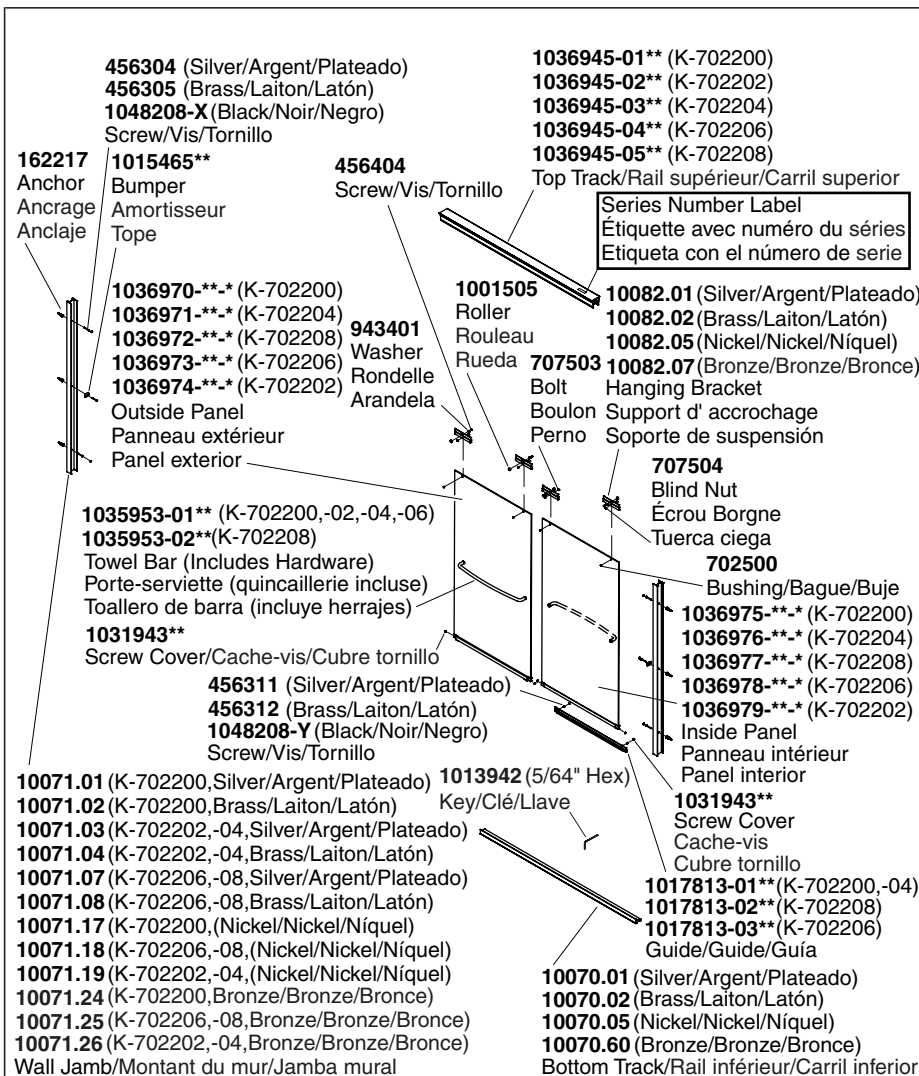 456304 (Silver/Argent/Plateado)
456305 (Brass/Laiton/Latón)
1048208-X (Black/Noir/Negro)
Screw/Vis/Tornillo
162217
Anchor
Ancrage
Anclaje
1015465**
Bumper
Amortisseur
Tope
456404
Screw/Vis/Tornillo
1036945-01** (K-702200)
1036945-02** (K-702202)
1036945-03** (K-702204)
1036945-04** (K-702206)
1036945-05** (K-702208)
Top Track/Rail supérieur/Carril superior
Series Number Label
Étiquette avec numéro du séries
Etiqueta con el número de serie
1036970-**-* (K-702200)
1036971-**-* (K-702204)
1036972-**-* (K-702208)
1036973-**-* (K-702206)
1036974-**-* (K-702202)
Outside Panel
Panneau extérieur
Panel exterior
943401
Washer
Rondelle
Arandela
1001505
Roller
Rouleau
Rueda
707503
Bolt
Boulon
Perno
10082.01 (Silver/Argent/Plateado)
10082.02 (Brass/Laiton/Latón)
10082.05 (Nickel/Nickel/Níquel)
10082.07 (Bronze/Bronze/Bronce)
Hanging Bracket
Support d' accrochage
Soporte de suspensión
707504
Blind Nut
Écrou Borgne
Tuerca ciega
702500
Bushing/Bague/Buje
1035953-01** (K-702200,-02,-04,-06)
1035953-02** (K-702208)
Towel Bar (Includes Hardware)
Porte-serviette (quincaillerie incluse)
Toallero de barra (incluye herrajes)
1031943**
Screw Cover/Cache-vis/Cubre tornillo
1036975-**-* (K-702200)
1036976-**-* (K-702204)
1036977-**-* (K-702208)
1036978-**-* (K-702206)
1036979-**-* (K-702202)
Inside Panel
Panneau intérieur
Panel interior
456311 (Silver/Argent/Plateado)
456312 (Brass/Laiton/Latón)
1048208-Y (Black/Noir/Negro)
Screw/Vis/Tornillo
1031943**
Screw Cover
Cache-vis
Cubre tornillo
1013942 (5/64" Hex)
Key/Clé/Llave
10071.01 (K-702200,Silver/Argent/Plateado)
10071.02 (K-702200,Brass/Laiton/Latón)
10071.03 (K-702202,-04,Silver/Argent/Plateado)
10071.04 (K-702202,-04,Brass/Laiton/Latón)
10071.07 (K-702206,-08,Silver/Argent/Plateado)
10071.08 (K-702206,-08,Brass/Laiton/Latón)
10071.17 (K-702200,(Nickel/Nickel/Níquel)
10071.18 (K-702206,-08,(Nickel/Nickel/Níquel)
10071.19 (K-702202,-04,(Nickel/Nickel/Níquel)
10071.24 (K-702200,Bronze/Bronze/Bronce)
10071.25 (K-702206,-08,Bronze/Bronze/Bronce)
10071.26 (K-702202,-04,Bronze/Bronze/Bronce)
Wall Jamb/Montant du mur/Jamba mural
1017813-01** (K-702200,-04)
1017813-02** (K-702208)
1017813-03** (K-702206)
Guide/Guide/Guía
10070.01 (Silver/Argent/Plateado)
10070.02 (Brass/Laiton/Latón)
10070.05 (Nickel/Nickel/Níquel)
10070.60 (Bronze/Bronze/Bronce)
Bottom Track/Rail inférieur/Carril inferior